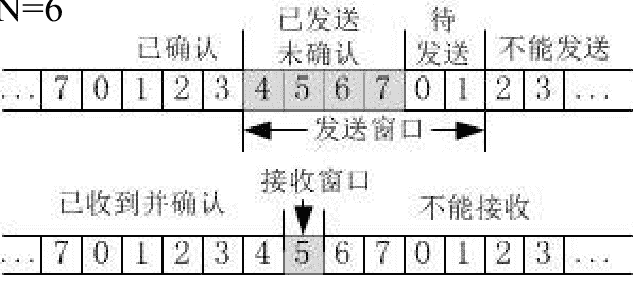 N=6
已发送 待
已确认 未确认 发送 不能发送
... 7 0 1 2 3 4 5 6 7 0 1 2 3 ...
发送窗口
接收窗口
已收到并确认 不能接收
... 7 0 1 2 3 4 5 6 7 0 1 2 3 ...